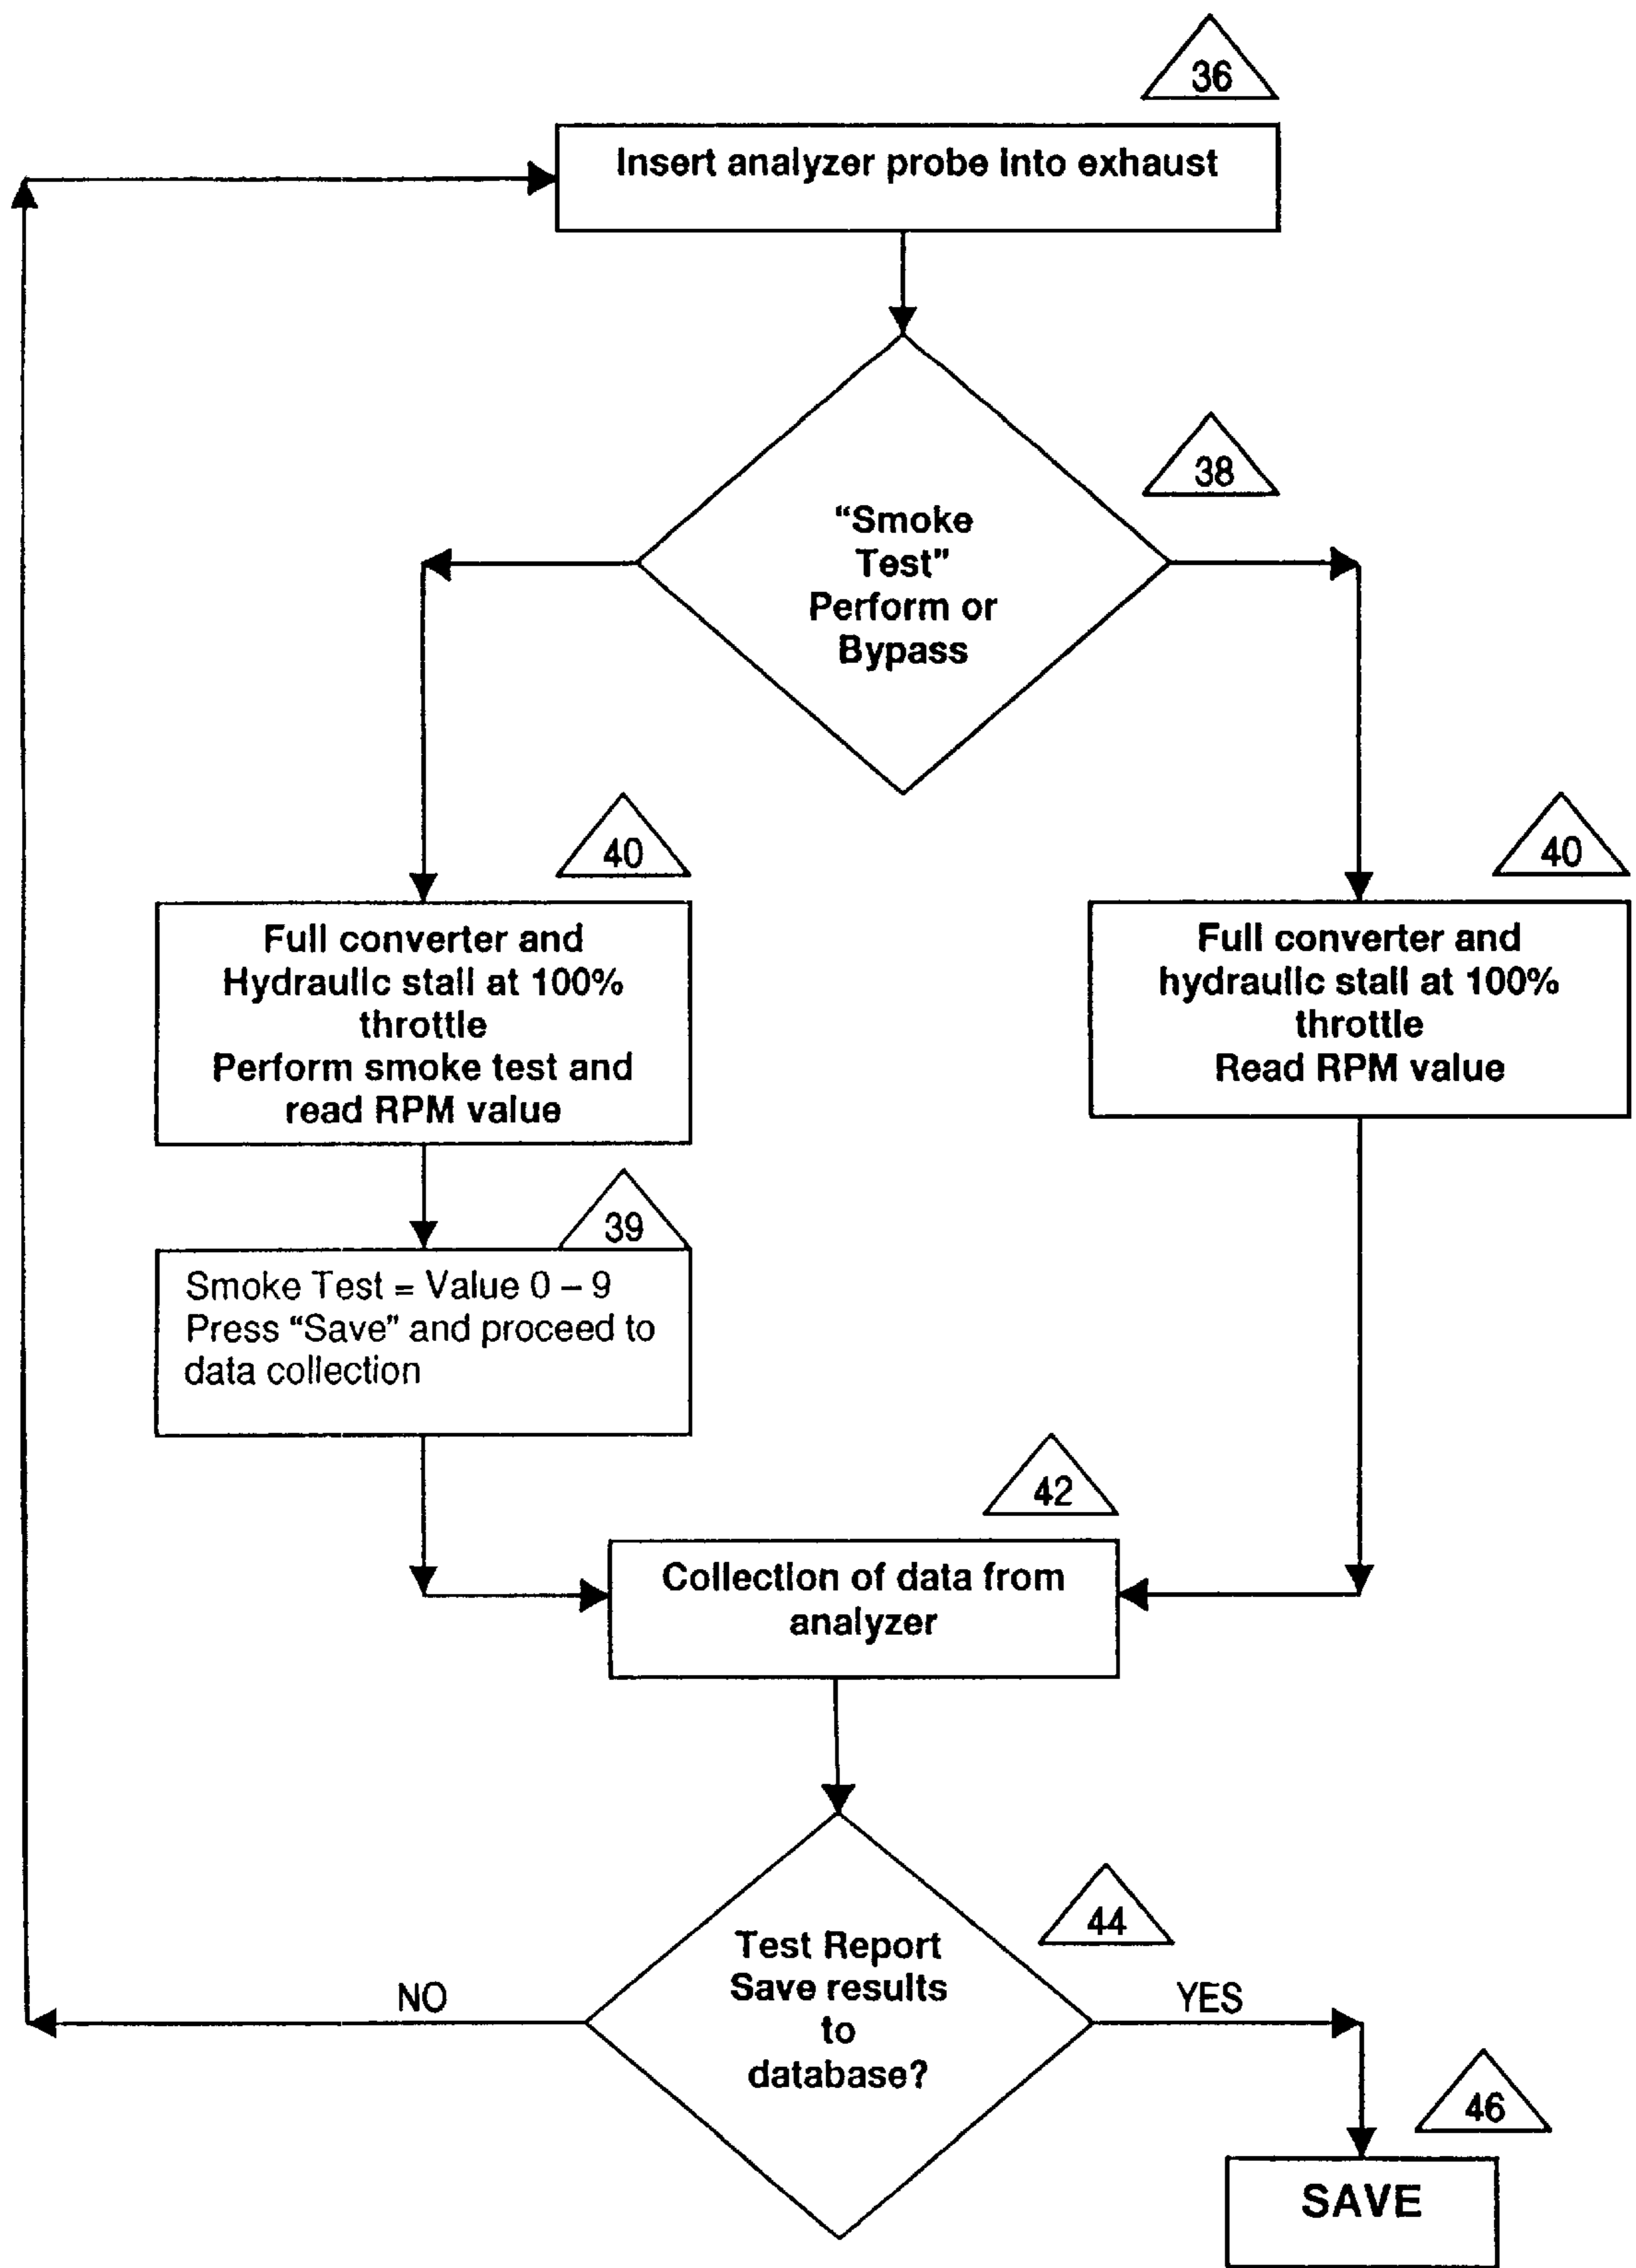 36
Insert analyzer probe into exhaust
38
“Smoke
Test”
Perform or
Bypass
40
Full converter and
Hydraulic stall at 100%
throttle
Perform smoke test and
read RPM value
40
Full converter and
hydraulic stall at 100%
throttle
Read RPM value
39
Smoke Test = Value 0 – 9
Press “Save” and proceed to
data collection
42
Collection of data from
analyzer
44
Test Report
Save results
to
database?
NO
YES
46
SAVE